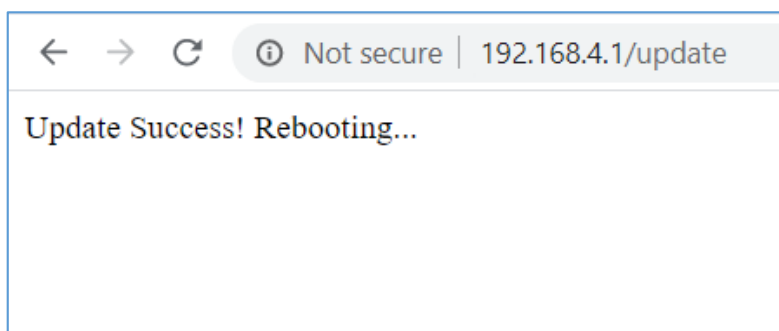 Not secure | 192.168.4.1/update
Update Success! Rebooting...